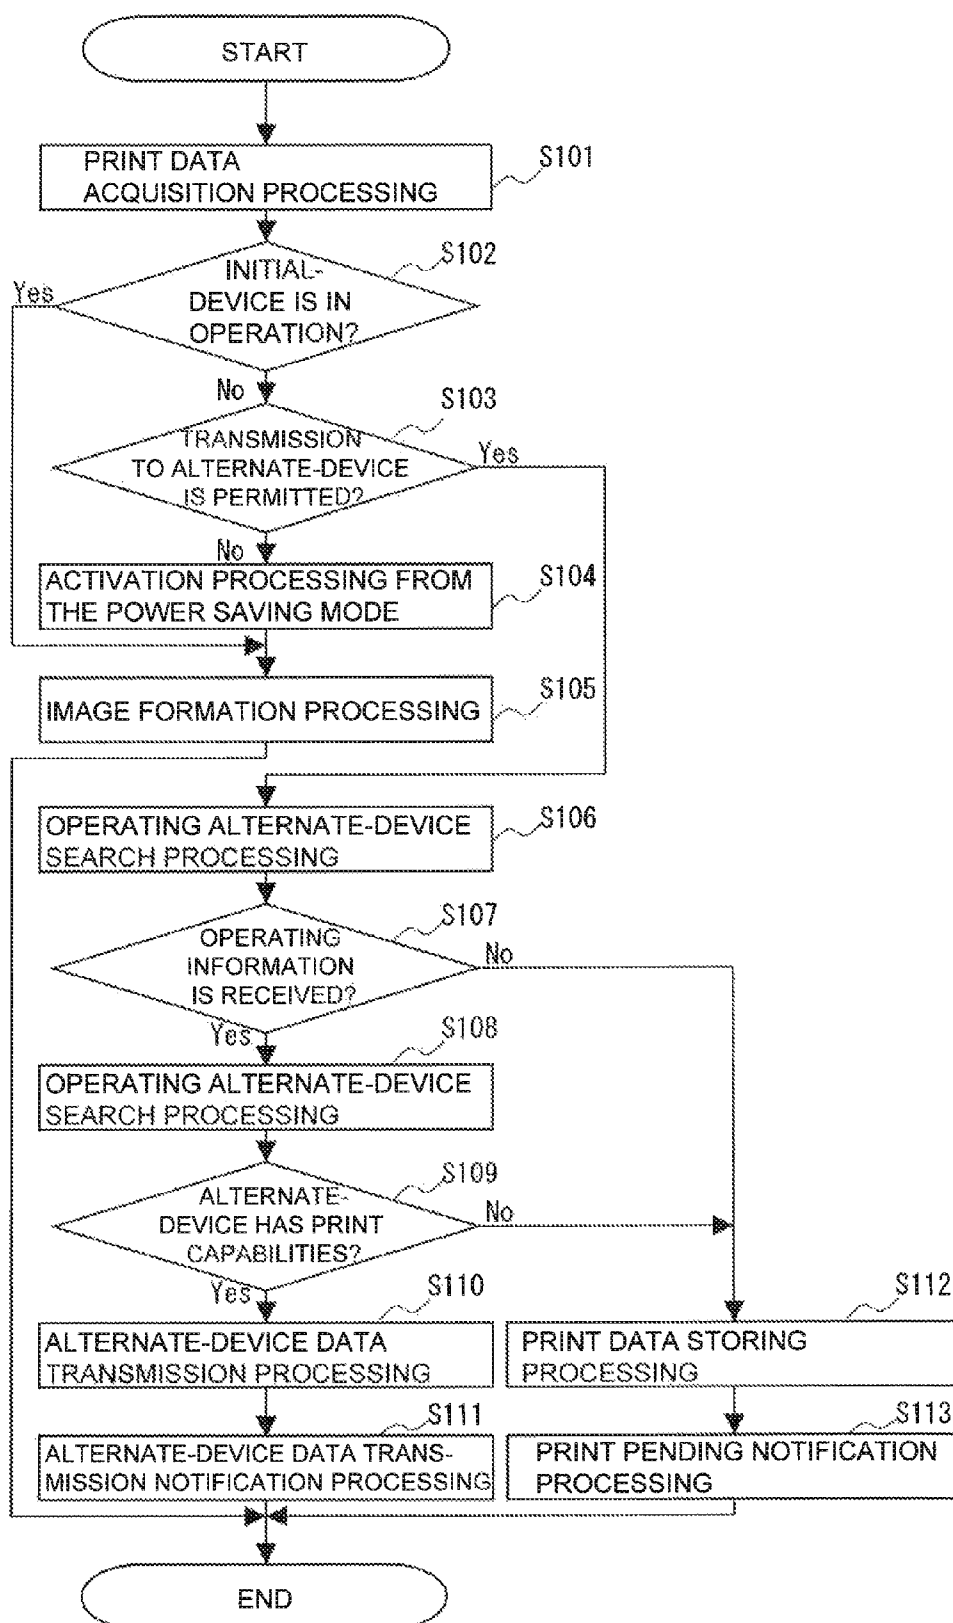 START
PRINT DATA
ACQUISITION PROCESSING
S101
INITIAL-
DEVICE IS IN
OPERATION?
S102
Yes
No
TRANSMISSION
TO ALTERNATE-DEVICE
IS PERMITTED?
S103
Yes
No
ACTIVATION PROCESSING FROM
THE POWER SAVING MODE
S104
IMAGE FORMATION PROCESSING
S105
OPERATING ALTERNATE-DEVICE
SEARCH PROCESSING
S106
OPERATING
INFORMATION
IS RECEIVED?
S107
No
Yes
OPERATING ALTERNATE-DEVICE
SEARCH PROCESSING
S108
ALTERNATE-
DEVICE HAS PRINT
CAPABILITIES?
S109
No
Yes
ALTERNATE-DEVICE DATA
TRANSMISSION PROCESSING
S110
PRINT DATA STORING
PROCESSING
S112
ALTERNATE-DEVICE DATA TRANS-
MISSION NOTIFICATION PROCESSING
S111
PRINT PENDING NOTIFICATION
PROCESSING
S113
END